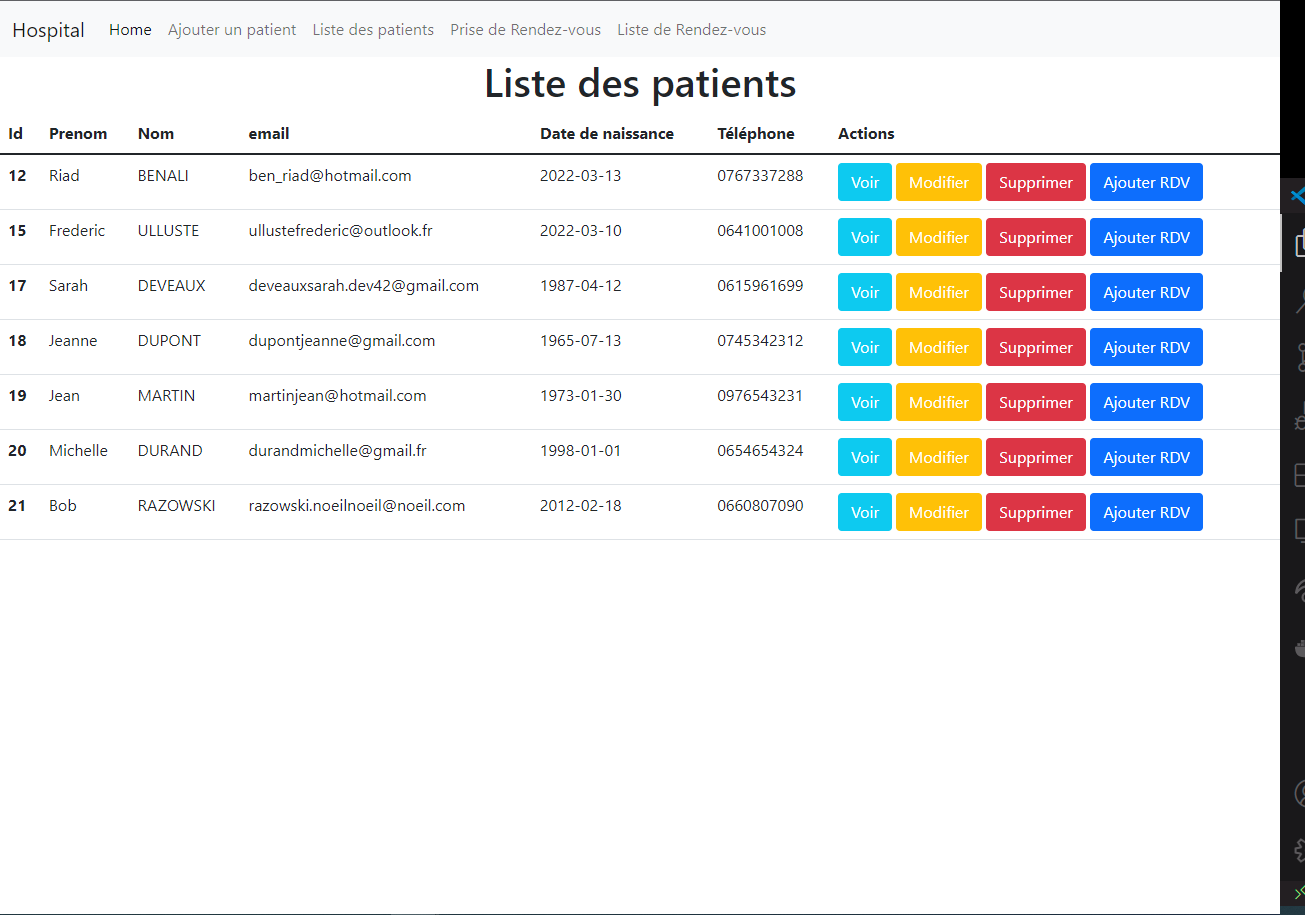 Hospital Home Ajouter un patient Liste des patients Prise de Rendez-vous Liste de Rendez-vous
Liste des patients
Id Prenom Nom email Date de naissance Téléphone Actions
12 Riad BENALI ben_riad@hotmail.com 2022-03-13 0767337288 Voir Modifier Supprimer Ajouter RDV
15 Frederic ULLUSTE ullustefrederic@outlook.fr 2022-03-10 0641001008 Voir Modifier Supprimer Ajouter RDV
17 Sarah DEVEAUX deveauxsarah.dev42@gmail.com 1987-04-12 0615961699 Voir Modifier Supprimer Ajouter RDV
18 Jeanne DUPONT dupontjeanne@gmail.com 1965-07-13 0745342312 Voir Modifier Supprimer Ajouter RDV
19 Jean MARTIN martinjean@hotmail.com 1973-01-30 0976543231 Voir Modifier Supprimer Ajouter RDV
20 Michelle DURAND durandmichelle@gmail.fr 1998-01-01 0654654324 Voir Modifier Supprimer Ajouter RDV
21 Bob RAZOWSKI razowski.noeilnoeil@noeil.com 2012-02-18 0660807090 Voir Modifier Supprimer Ajouter RDV